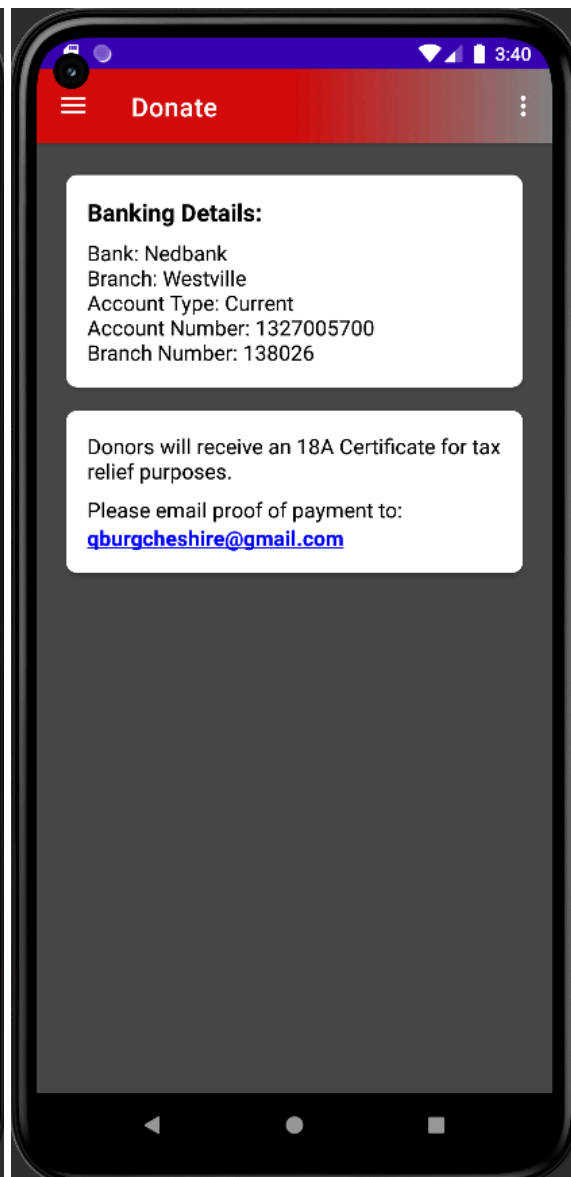 3:40
Donate
Banking Details:
Bank: Nedbank
Branch: Westville
Account Type: Current
Account Number: 1327005700
Branch Number: 138026
Donors will receive an 18A Certificate for tax
relief purposes.
Please email proof of payment to:
qburgcheshire@gmail.com